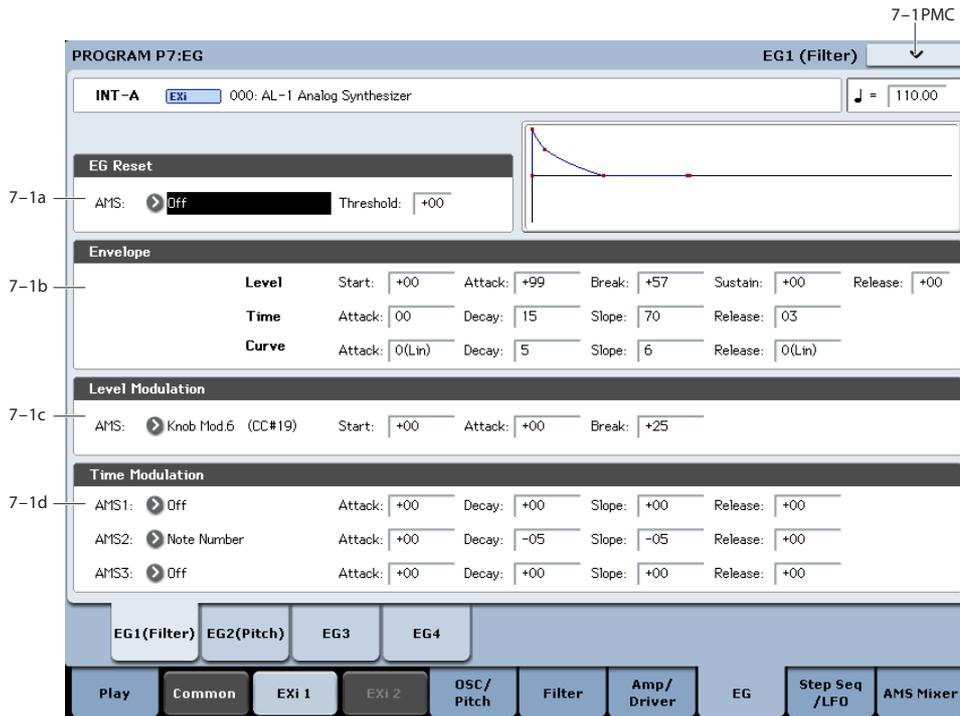 7–1PMC
PROGRAM P7:EG EG1 (Filter)
INT-A EXi 000: AL-1 Analog Synthesizer ♩ = 110.00
EG Reset
7–1a AMS: Off Threshold: +00
Envelope
7–1b Level Start: +00 Attack: +99 Break: +57 Sustain: +00 Release: +00
Time Attack: 00 Decay: 15 Slope: 70 Release: 03
Curve Attack: 0(Lin) Decay: 5 Slope: 6 Release: 0(Lin)
Level Modulation
7–1c AMS: Knob Mod.6 (CC#19) Start: +00 Attack: +00 Break: +25
Time Modulation
7–1d AMS1: Off Attack: +00 Decay: +00 Slope: +00 Release: +00
AMS2: Note Number Attack: +00 Decay: -05 Slope: -05 Release: +00
AMS3: Off Attack: +00 Decay: +00 Slope: +00 Release: +00
EG1(Filter) EG2(Pitch) EG3 EG4
Play Common EXi 1 EXi 2 OSC/ Pitch Filter Amp/ Driver EG Step Seq /LFO AMS Mixer